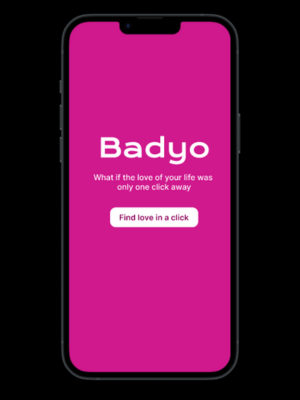 Badyo
What if the love of your life was
only one click away
Find love in a click